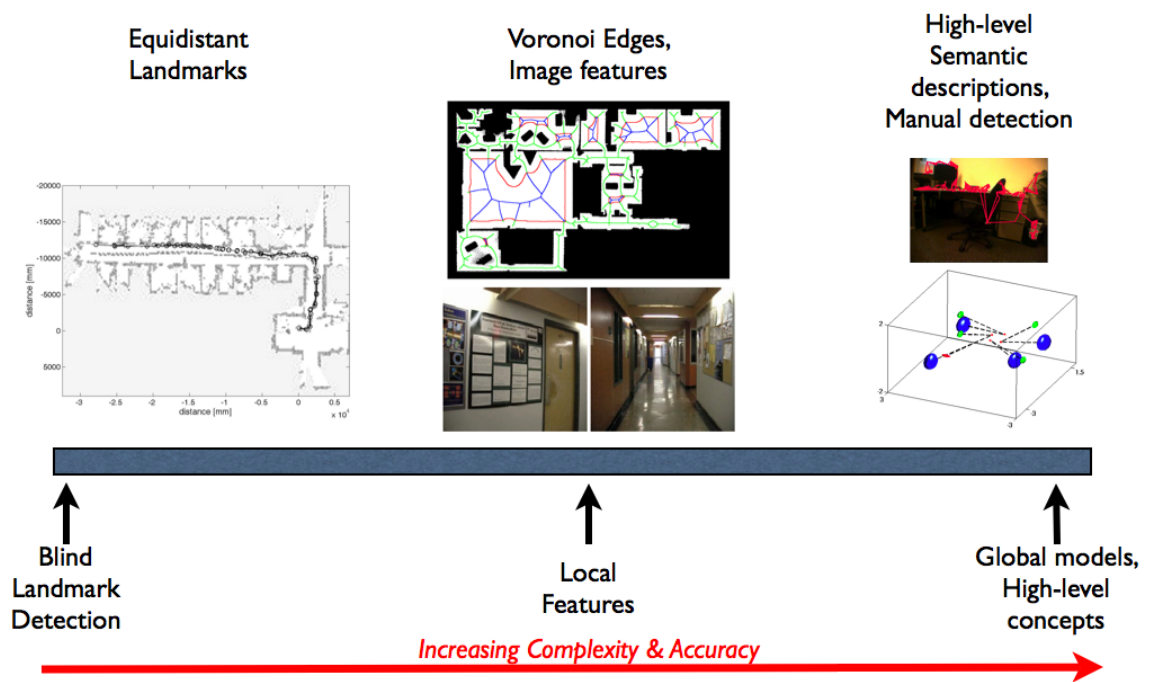 Equidistant
Landmarks
Voronoi Edges,
Image features
High-level
Semantic
descriptions,
Manual detection
-20000
-15000
-10000
-5000
0
5000
distance [mm]
-3
-2.5
-2
-1.5
-1
-0.5
0
0.5
distance [mm]
x 10⁴
2
-2
3
1.5
-3
-3
Blind
Landmark
Detection
Local
Features
Global models,
High-level
concepts
Increasing Complexity & Accuracy